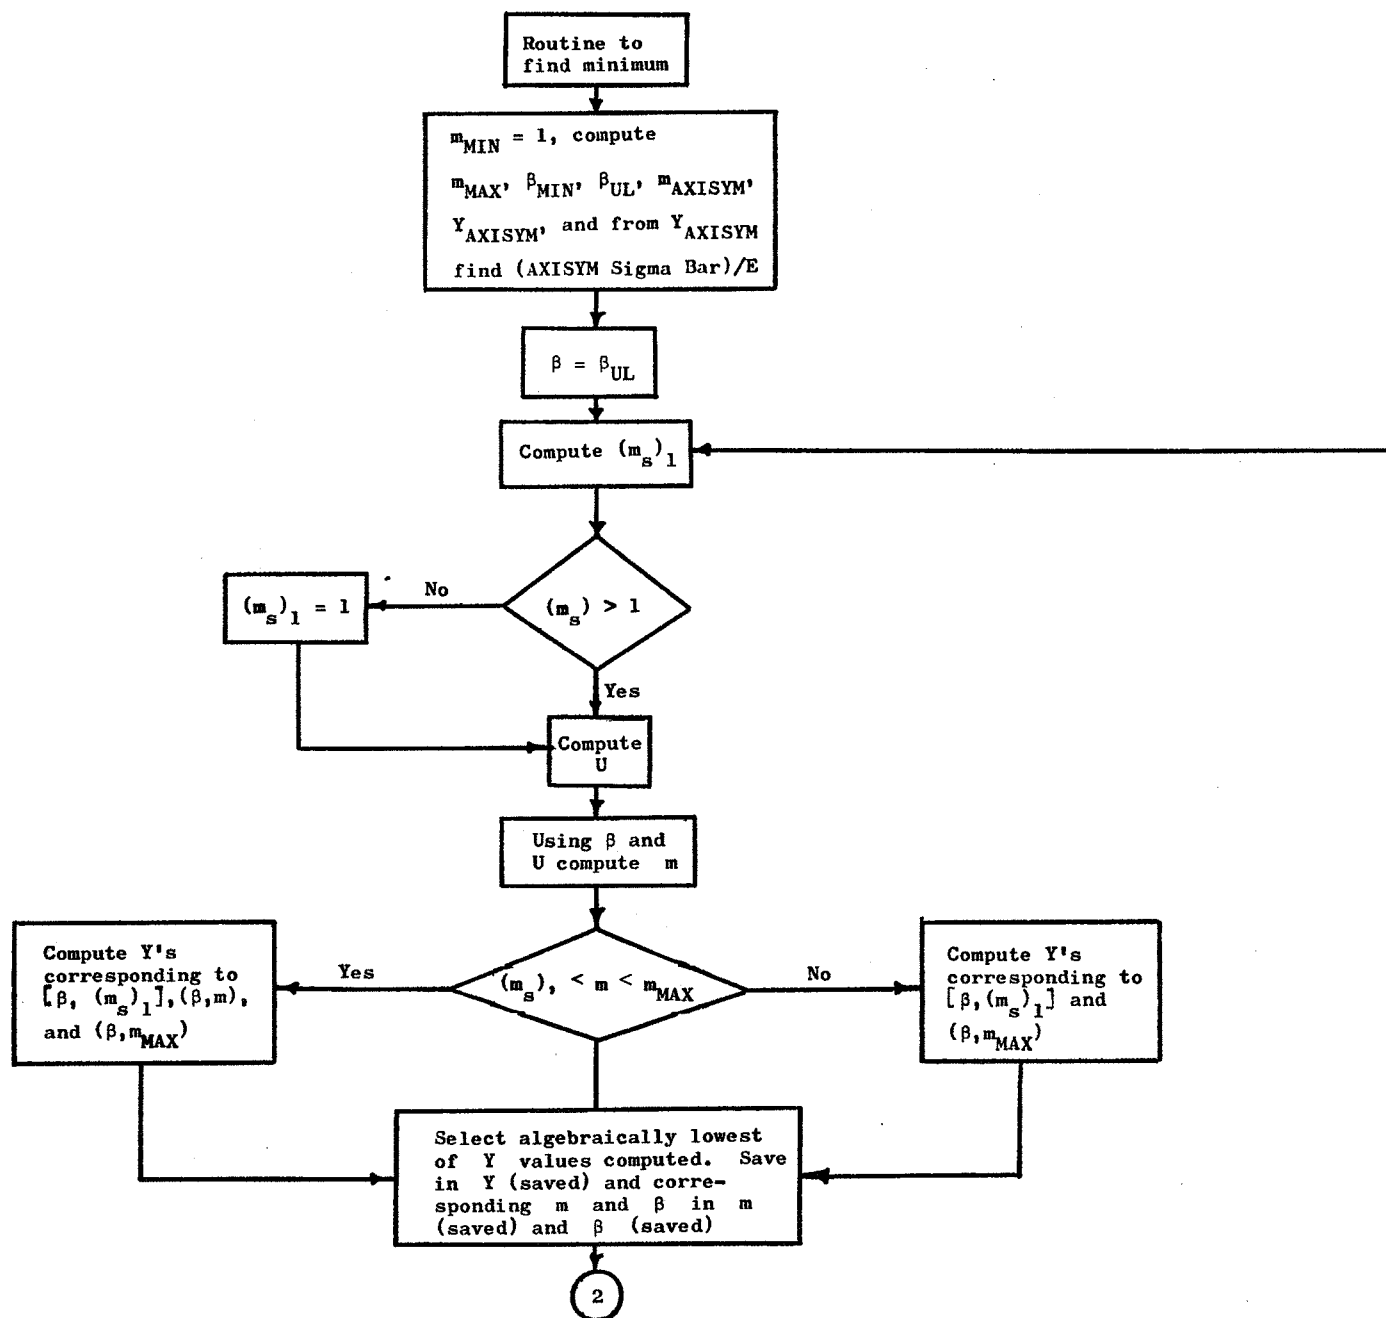 Routine to
find minimum
m_MIN = 1, compute
m_MAX, β_MIN, β_UL, m_AXISYM,
Y_AXISYM, and from Y_AXISYM
find (AXISYM Sigma Bar)/E
β = β_UL
Compute (m_s)_1
No
(m_s)_1 = 1
(m_s) > 1
Yes
Compute
U
Using β and
U compute m
Compute Y's
corresponding to
[β, (m_s)_1],(β,m),
and (β,m_MAX)
Yes
(m_s), < m < m_MAX
No
Compute Y's
corresponding to
[β,(m_s)_1] and
(β,m_MAX)
Select algebraically lowest
of Y values computed. Save
in Y (saved) and corre-
sponding m and β in m
(saved) and β (saved)
2